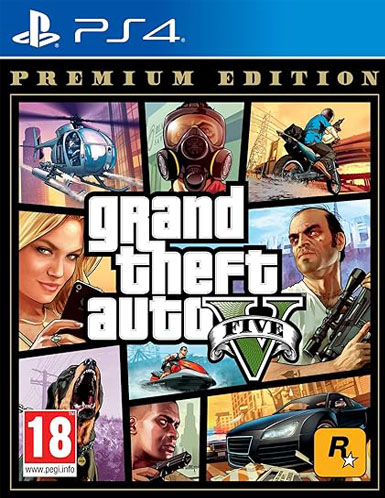 PS4
PREMIUM EDITION
grand
theft
auto
V
FIVE
18
www.pegi.info
R